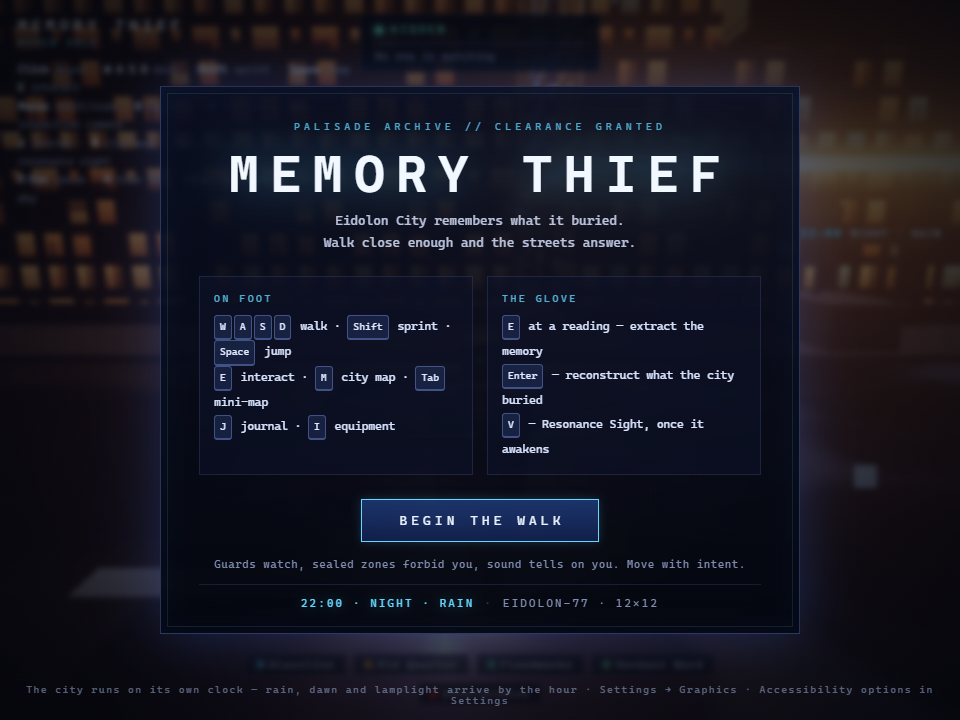 PALISADE ARCHIVE // CLEARANCE GRANTED
MEMORY THIEF
Eidolon City remembers what it buried.
Walk close enough and the streets answer.
ON FOOT
W A S D walk · Shift sprint ·
Space jump
E interact · M city map · Tab
mini-map
J journal · I equipment
THE GLOVE
E at a reading — extract the
memory
Enter — reconstruct what the city
buried
V — Resonance Sight, once it
awakens
BEGIN THE WALK
Guards watch, sealed zones forbid you, sound tells on you. Move with intent.
22:00 · NIGHT · RAIN · EIDOLON-77 · 12×12
The city runs on its own clock — rain, dawn and lamplight arrive by the hour · Settings → Graphics · Accessibility options in
Settings